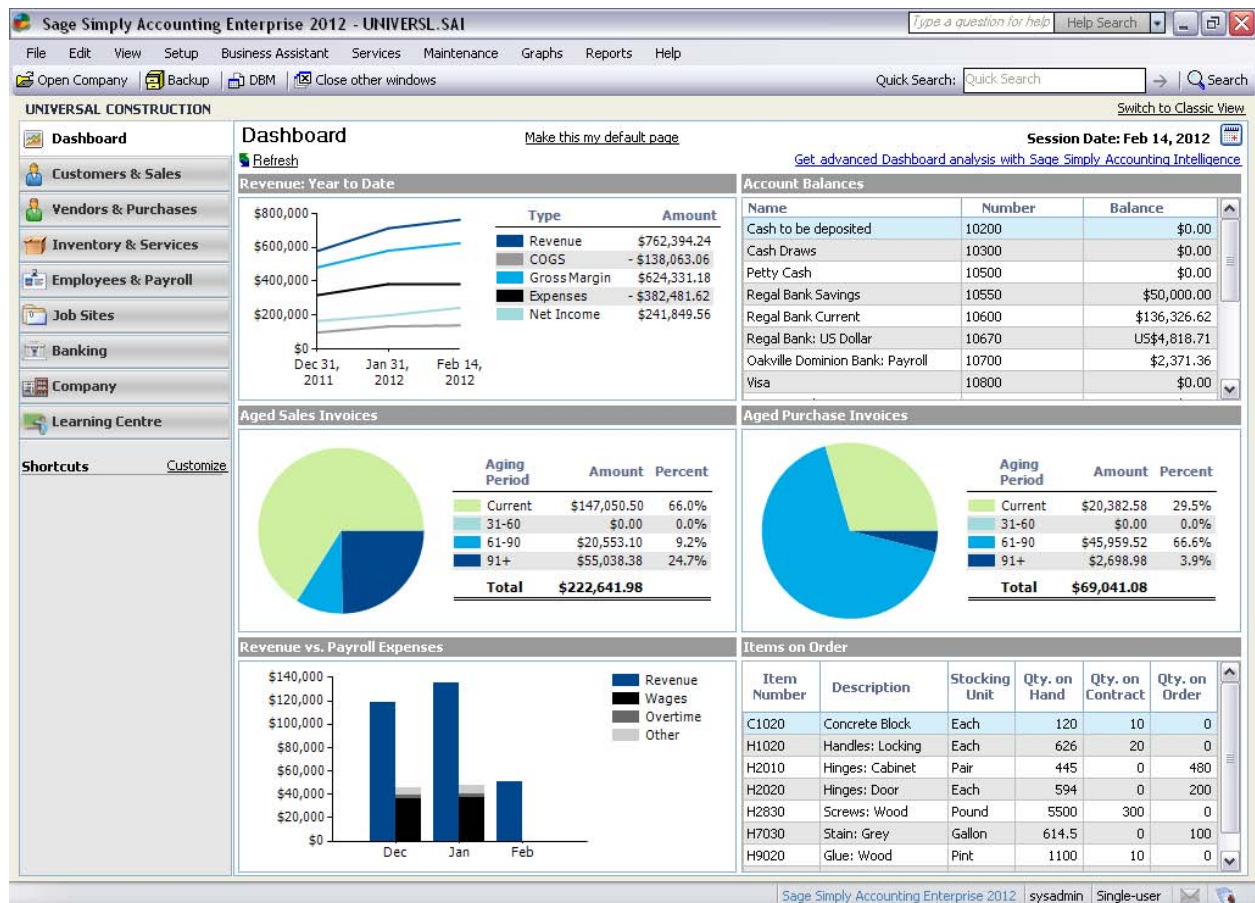 Sage Simply Accounting Enterprise 2012 - UNIVERSL.SAI
Type a question for help Help Search
File Edit View Setup Business Assistant Services Maintenance Graphs Reports Help
Open Company Backup DBM Close other windows Quick Search: Quick Search Search
UNIVERSAL CONSTRUCTION Switch to Classic View
Dashboard
Customers & Sales
Vendors & Purchases
Inventory & Services
Employees & Payroll
Job Sites
Banking
Company
Learning Centre
Shortcuts Customize
Dashboard Make this my default page Session Date: Feb 14, 2012
Refresh Get advanced Dashboard analysis with Sage Simply Accounting Intelligence
Revenue: Year to Date
$800,000
$600,000
$400,000
$200,000
$0
Dec 31, Jan 31, Feb 14,
2011 2012 2012
Type Amount
Revenue $762,394.24
COGS - $138,063.06
Gross Margin $624,331.18
Expenses - $382,481.62
Net Income $241,849.56
Account Balances
Name Number Balance
Cash to be deposited 10200 $0.00
Cash Draws 10300 $0.00
Petty Cash 10500 $0.00
Regal Bank Savings 10550 $50,000.00
Regal Bank Current 10600 $136,326.62
Regal Bank: US Dollar 10670 US$4,818.71
Oakville Dominion Bank: Payroll 10700 $2,371.36
Visa 10800 $0.00
Aged Sales Invoices
Aging Period Amount Percent
Current $147,050.50 66.0%
31-60 $0.00 0.0%
61-90 $20,553.10 9.2%
91+ $55,038.38 24.7%
Total $222,641.98
Aged Purchase Invoices
Aging Period Amount Percent
Current $20,382.58 29.5%
31-60 $0.00 0.0%
61-90 $45,959.52 66.6%
91+ $2,698.98 3.9%
Total $69,041.08
Revenue vs. Payroll Expenses
$140,000
$120,000
$100,000
$80,000
$60,000
$40,000
$20,000
$0
Dec Jan Feb
Revenue
Wages
Overtime
Other
Items on Order
Item Number Description Stocking Unit Qty. on Hand Qty. on Contract Qty. on Order
C1020 Concrete Block Each 120 10 0
H1020 Handles: Locking Each 626 20 0
H2010 Hinges: Cabinet Pair 445 0 480
H2020 Hinges: Door Each 594 0 200
H2830 Screws: Wood Pound 5500 300 0
H7030 Stain: Grey Gallon 614.5 0 100
H9020 Glue: Wood Pint 1100 10 0
Sage Simply Accounting Enterprise 2012 sysadmin Single-user